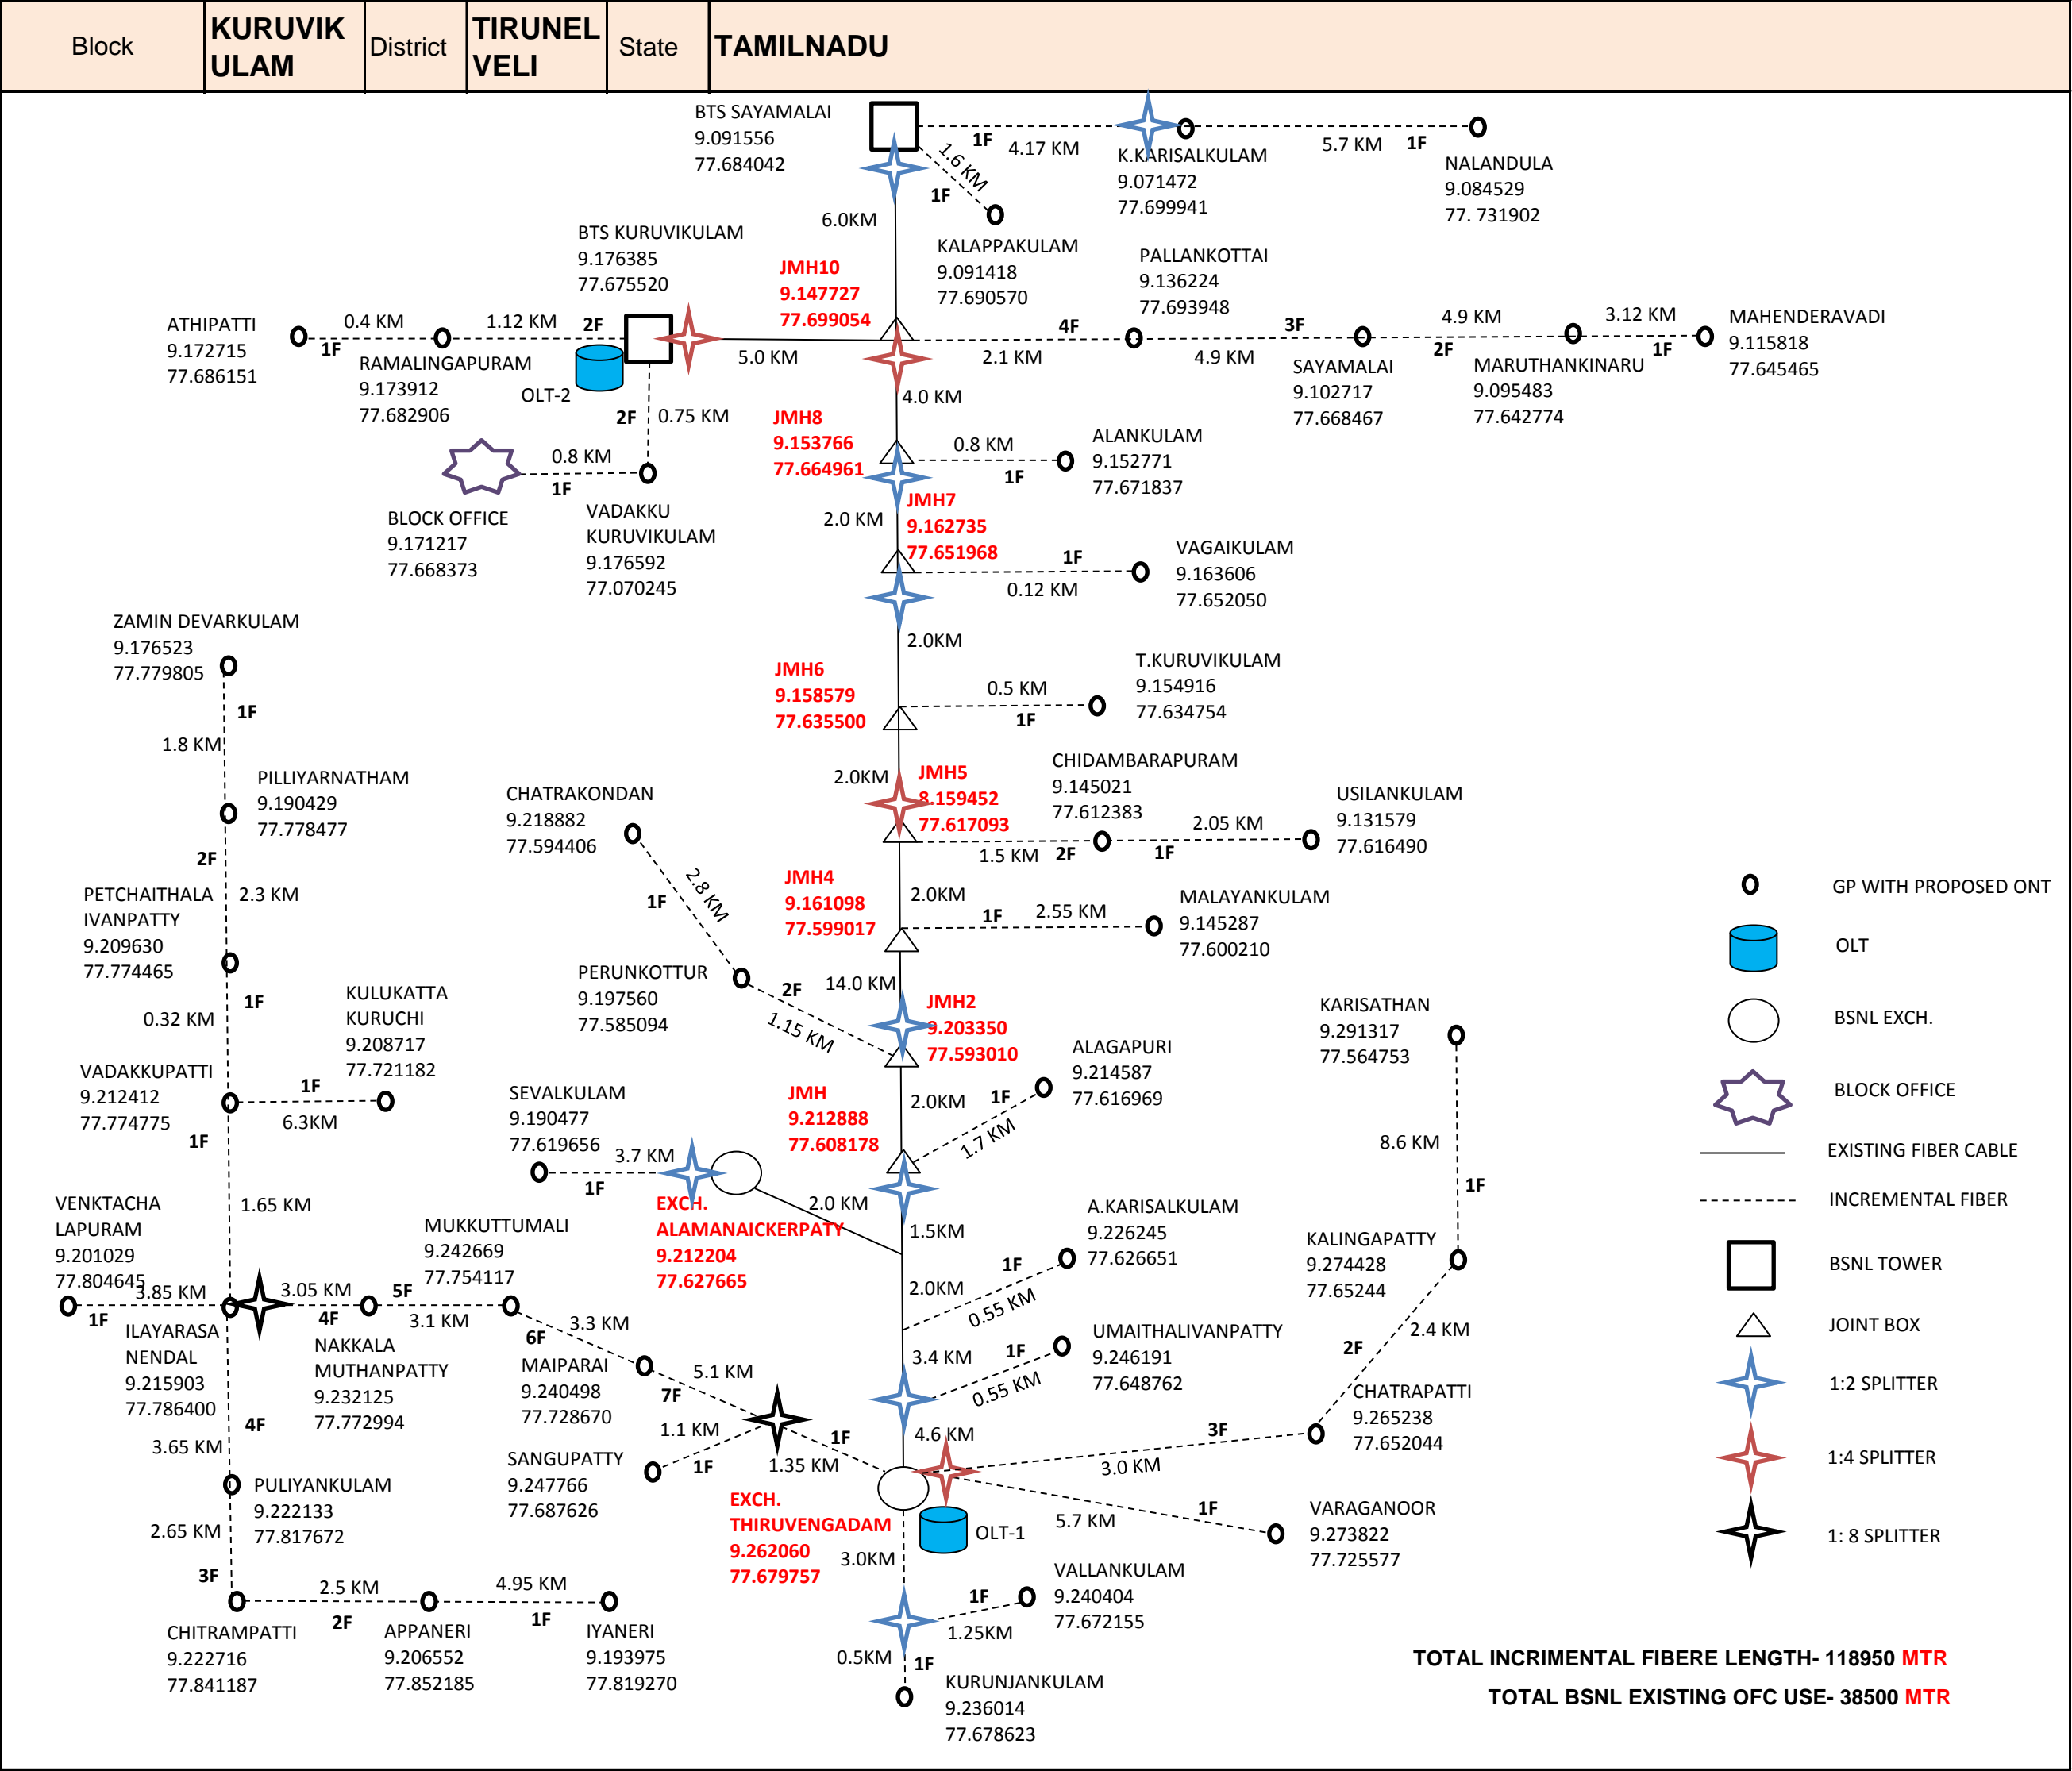 Block
KURUVIK
ULAM
District
TIRUNEL
VELI
State
TAMILNADU
BTS SAYAMALAI
9.091556
77.684042
1F
4.17 KM
K.KARISALKULAM
9.071472
77.699941
5.7 KM
1F
NALANDULA
9.084529
77. 731902
1.6 KM
1F
KALAPPAKULAM
9.091418
77.690570
6.0KM
BTS KURUVIKULAM
9.176385
77.675520
JMH10
9.147727
77.699054
PALLANKOTTAI
9.136224
77.693948
ATHIPATTI
9.172715
77.686151
0.4 KM
1F
1.12 KM
2F
RAMALINGAPURAM
9.173912
77.682906
OLT-2
5.0 KM
4F
2.1 KM
3F
4.9 KM
SAYAMALAI
9.102717
77.668467
4.9 KM
2F
MARUTHANKINARU
9.095483
77.642774
3.12 KM
1F
MAHENDERAVADI
9.115818
77.645465
2F
0.75 KM
4.0 KM
JMH8
9.153766
77.664961
0.8 KM
1F
ALANKULAM
9.152771
77.671837
0.8 KM
1F
BLOCK OFFICE
9.171217
77.668373
VADAKKU
KURUVIKULAM
9.176592
77.070245
2.0 KM
JMH7
9.162735
77.651968
1F
0.12 KM
VAGAIKULAM
9.163606
77.652050
2.0KM
ZAMIN DEVARKULAM
9.176523
77.779805
1F
1.8 KM
JMH6
9.158579
77.635500
0.5 KM
1F
T.KURUVIKULAM
9.154916
77.634754
PILLIYARNATHAM
9.190429
77.778477
2F
2.3 KM
CHATRAKONDAN
9.218882
77.594406
2.0KM
JMH5
8.159452
77.617093
CHIDAMBARAPURAM
9.145021
77.612383
1.5 KM
2F
2.05 KM
1F
USILANKULAM
9.131579
77.616490
2.8 KM
1F
JMH4
9.161098
77.599017
2.0KM
1F
2.55 KM
MALAYANKULAM
9.145287
77.600210
GP WITH PROPOSED ONT
OLT
BSNL EXCH.
BLOCK OFFICE
EXISTING FIBER CABLE
INCREMENTAL FIBER
BSNL TOWER
JOINT BOX
1:2 SPLITTER
1:4 SPLITTER
1: 8 SPLITTER
PETCHAITHALA
IVANPATTY
9.209630
77.774465
1F
0.32 KM
KULUKATTA
KURUCHI
9.208717
77.721182
PERUNKOTTUR
9.197560
77.585094
2F
1.15 KM
14.0 KM
JMH2
9.203350
77.593010
KARISATHAN
9.291317
77.564753
VADAKKUPATTI
9.212412
77.774775
1F
6.3KM
1F
1.65 KM
SEVALKULAM
9.190477
77.619656
3.7 KM
1F
JMH
9.212888
77.608178
2.0KM
1F
1.7 KM
ALAGAPURI
9.214587
77.616969
8.6 KM
1F
EXCH.
ALAMANAICKERPATY
9.212204
77.627665
2.0 KM
1.5KM
2.0KM
1F
0.55 KM
A.KARISALKULAM
9.226245
77.626651
KALINGAPATTY
9.274428
77.65244
VENKTACHA
LAPURAM
9.201029
77.804645
3.85 KM
1F
ILAYARASA
NENDAL
9.215903
77.786400
3.05 KM
4F
NAKKALA
MUTHANPATTY
9.232125
77.772994
5F
3.1 KM
MUKKUTTUMALI
9.242669
77.754117
6F
3.3 KM
MAIPARAI
9.240498
77.728670
5.1 KM
7F
3.4 KM
1F
0.55 KM
UMAITHALIVANPATTY
9.246191
77.648762
2F
2.4 KM
CHATRAPATTI
9.265238
77.652044
4F
3.65 KM
PULIYANKULAM
9.222133
77.817672
SANGUPATTY
9.247766
77.687626
1.1 KM
1F
1F
1.35 KM
4.6 KM
EXCH.
THIRUVENGADAM
9.262060
77.679757
OLT-1
3F
3.0 KM
1F
5.7 KM
VARAGANOOR
9.273822
77.725577
2.65 KM
3F
CHITRAMPATTI
9.222716
77.841187
2.5 KM
2F
APPANERI
9.206552
77.852185
4.95 KM
1F
IYANERI
9.193975
77.819270
3.0KM
1F
1.25KM
VALLANKULAM
9.240404
77.672155
0.5KM
1F
KURUNJANKULAM
9.236014
77.678623
TOTAL INCRIMENTAL FIBERE LENGTH- 118950 MTR
TOTAL BSNL EXISTING OFC USE- 38500 MTR